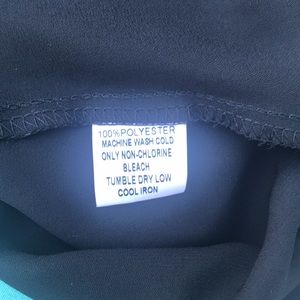 100%POLYESTER
MACHINE WASH COLD
ONLY NON-CHLORINE
BLEACH
TUMBLE DRY LOW
COOL IRON